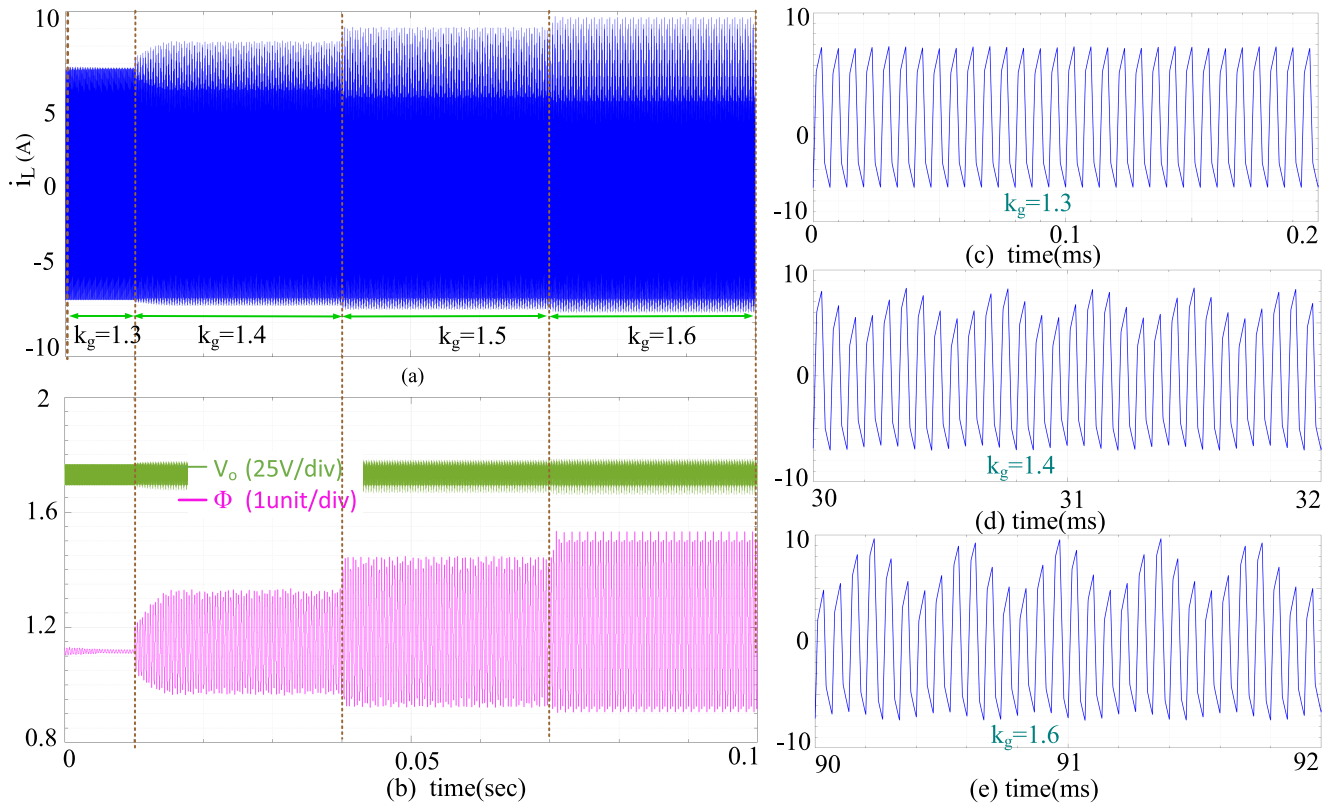 10
5
0
-5
-10
i_L (A)
k_g=1.3
k_g=1.4
k_g=1.5
k_g=1.6
(a)
2
1.6
1.2
0.8
V_o (25V/div)
Φ (1unit/div)
0
0.05
0.1
(b) time(sec)
10
0
-10
k_g=1.3
0
0.1
0.2
(c) time(ms)
10
0
-10
k_g=1.4
30
31
32
(d) time(ms)
10
0
-10
k_g=1.6
90
91
92
(e) time(ms)